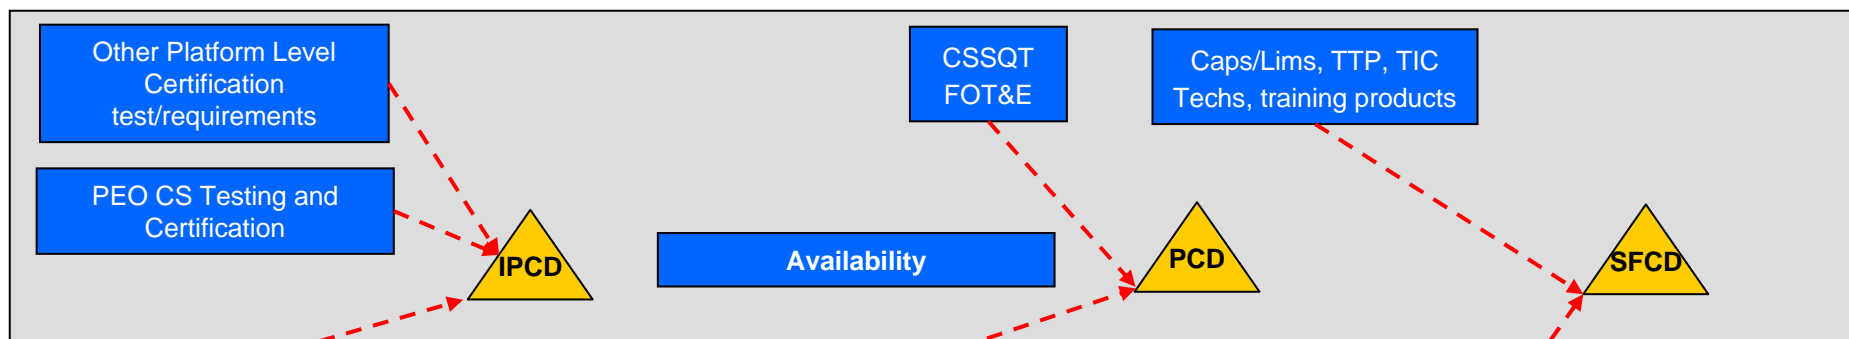 Other Platform Level
Certification
test/requirements
PEO CS Testing and
Certification
IPCD
Availability
CSSQT
FOT&E
PCD
Caps/Lims, TTP, TIC
Techs, training products
SFCD